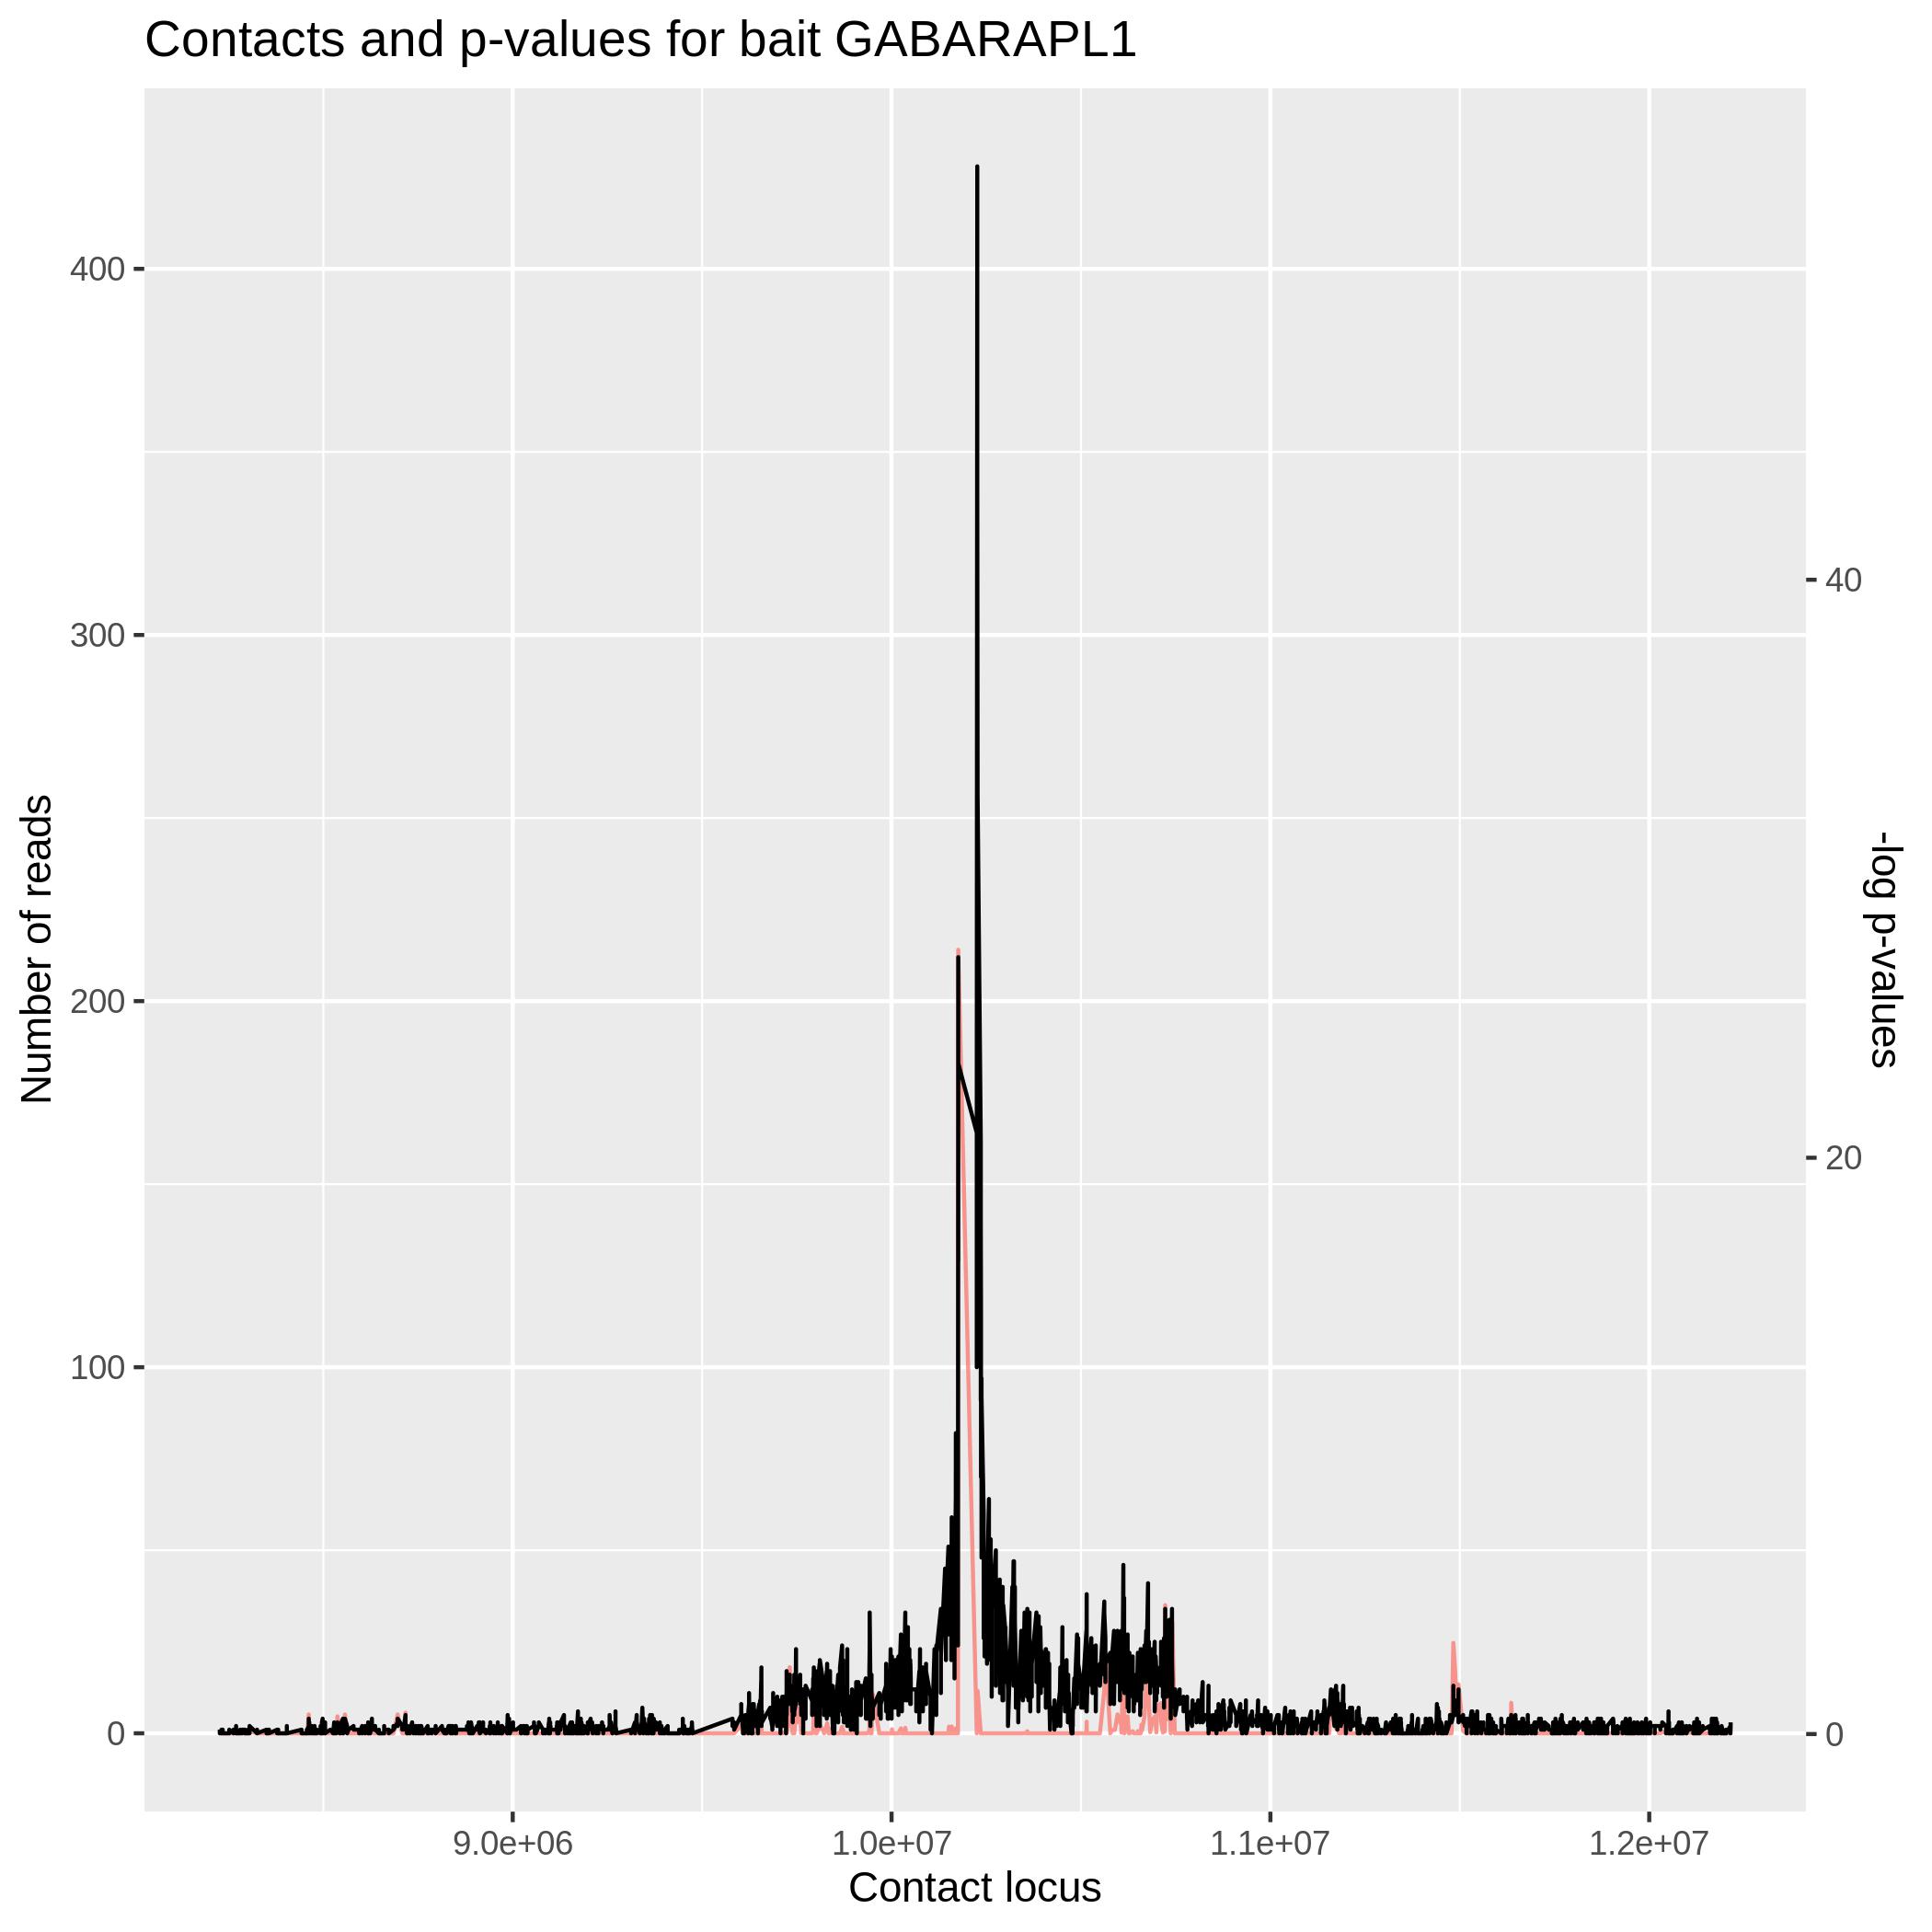 Contacts and p-values for bait GABARAPL1
400
300
200
100
0
Number of reads
40
20
0
-log p-values
9.0e+06
1.0e+07
1.1e+07
1.2e+07
Contact locus